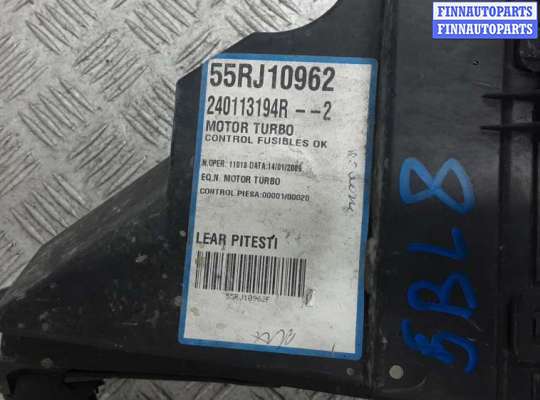 FINNAUTOPARTS
FINNAUTOPARTS
55RJ10962
240113194R - - 2
MOTOR TURBO
CONTROL FUSIBLES OK
N.OPER. 11018 DATA:14/01/2009
EQ.N. MOTOR TURBO
CONTROL PIESA:00001/00020
LEAR PITESTI
55RJ10962F
5BL8